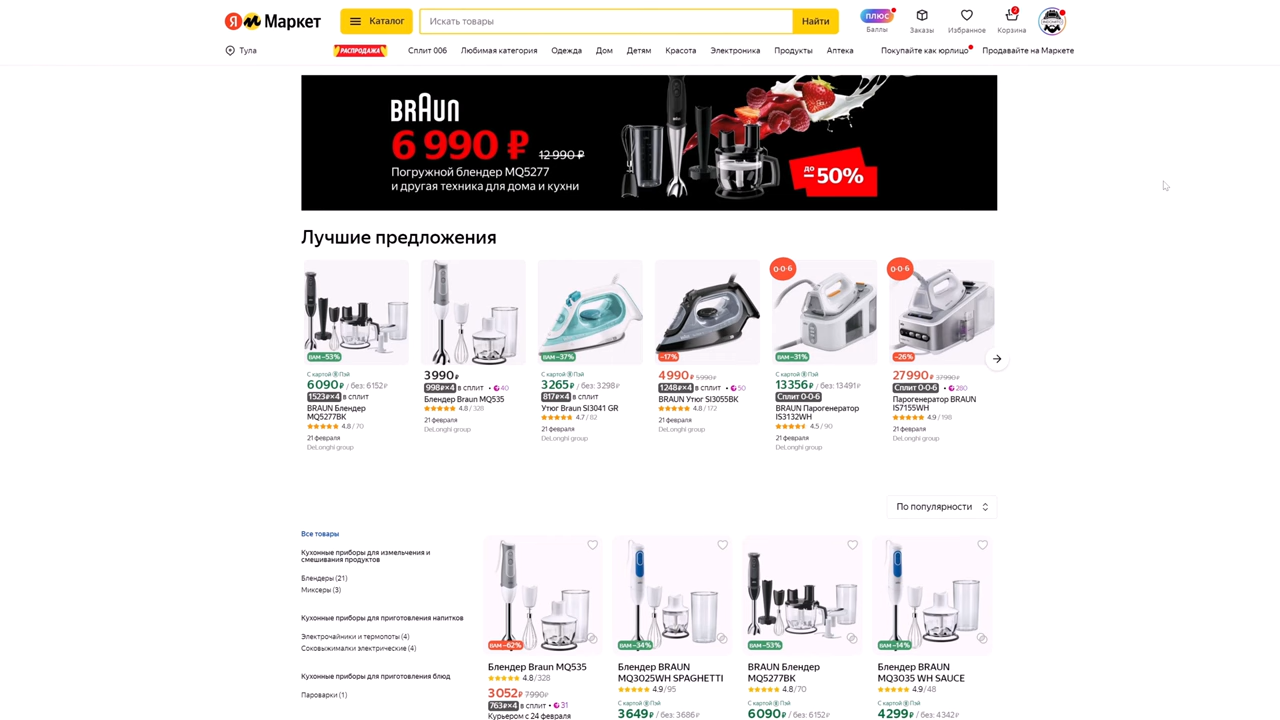 Я М Маркет
Каталог
Искать товары
Найти
плюс
Баллы
Заказы
Избранное
2
Корзина
Тула
РАСПРОДАЖА
Сплит 006
Любимая категория
Одежда
Дом
Детям
Красота
Электроника
Продукты
Аптека
Покупайте как юрлицо
Продавайте на Маркете
BRAUN
6 990 ₽ 12 990 ₽
Погружной блендер MQ5277
и другая техника для дома и кухни
до
–50%
Лучшие предложения
ВАМ –53%
С картой Пэй
6090 ₽ / без: 6152 ₽
1523 ₽×4 в сплит
BRAUN Блендер
MQ5277BK
4.8 / 70
21 февраля
DeLonghi group
3990 ₽
998 ₽×4 в сплит • 40
Блендер Braun MQ535
4.8 / 328
21 февраля
DeLonghi group
ВАМ –37%
С картой Пэй
3265 ₽ / без: 3298 ₽
817 ₽×4 в сплит
Утюг Braun SI3041 GR
4.7 / 82
21 февраля
DeLonghi group
–17%
4990 ₽ 5990 ₽
1248 ₽×4 в сплит • 50
BRAUN Утюг SI3055BK
4.8 / 172
21 февраля
DeLonghi group
0·0·6
ВАМ –31%
С картой Пэй
13356 ₽ / без: 13491 ₽
Сплит 0-0-6
BRAUN Парогенератор
IS3132WH
4.5 / 90
21 февраля
DeLonghi group
0·0·6
–26%
27990 ₽ 37990 ₽
Сплит 0-0-6 • 280
Парогенератор BRAUN
IS7155WH
4.9 / 198
21 февраля
DeLonghi group
По популярности
Все товары
Кухонные приборы для измельчения и
смешивания продуктов
Блендеры (21)
Миксеры (3)
Кухонные приборы для приготовления напитков
Электрочайники и термопоты (4)
Соковыжималки электрические (4)
Кухонные приборы для приготовления блюд
Пароварки (1)
ВАМ –62%
Блендер Braun MQ535
4.8/328
3052 ₽ 7990 ₽
763 ₽×4 в сплит • 31
Курьером с 24 февраля
ВАМ –34%
Блендер BRAUN
MQ3025WH SPAGHETTI
4.9/95
С картой Пэй
3649 ₽ / без: 3686 ₽
ВАМ –53%
BRAUN Блендер
MQ5277BK
4.8/70
С картой Пэй
6090 ₽ / без: 6152 ₽
ВАМ –14%
Блендер BRAUN
MQ3035 WH SAUCE
4.9/48
С картой Пэй
4299 ₽ / без: 4342 ₽